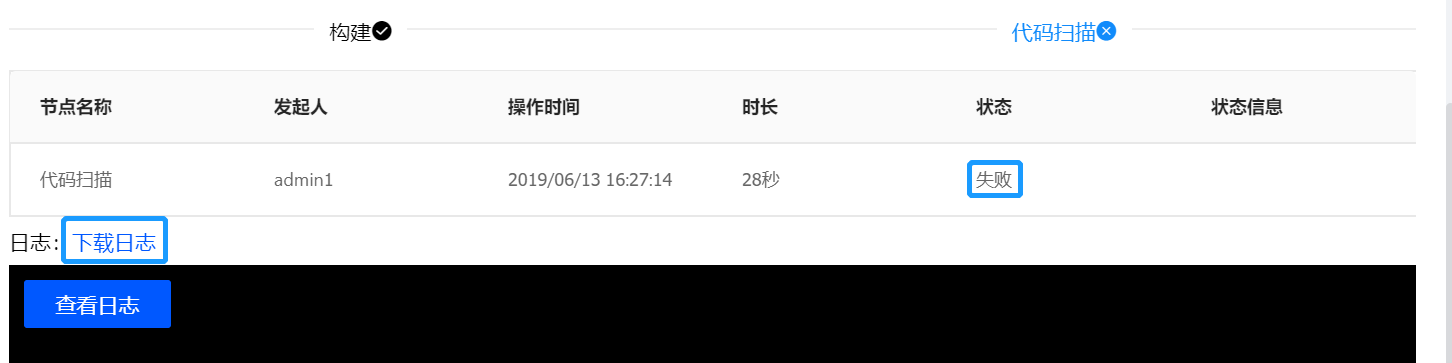 构建 代码扫描
节点名称 发起人 操作时间 时长 状态 状态信息
代码扫描 admin1 2019/06/13 16:27:14 28秒 失败
日志: 下载日志
查看日志